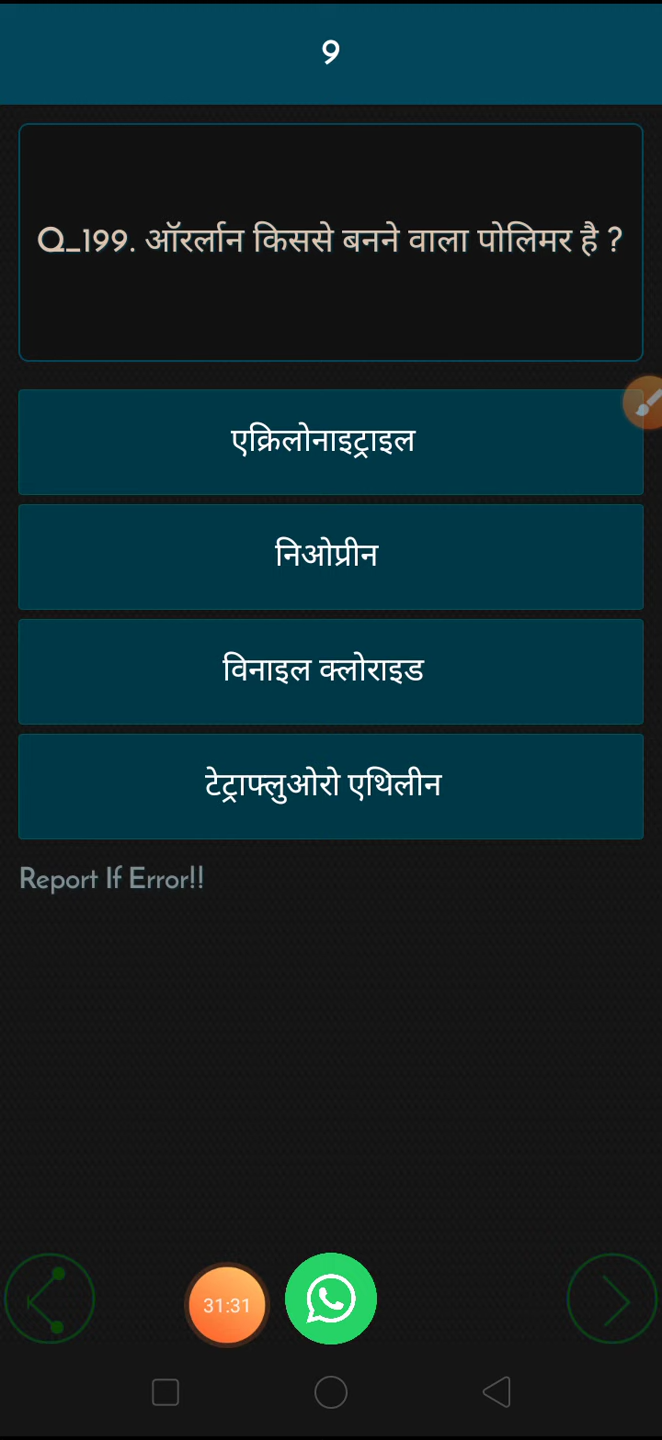 9
Q_199. ऑरर्लान किससे बनने वाला पोलिमर है ?
एक्रिलोनाइट्राइल
निओप्रीन
विनाइल क्लोराइड
टेट्राफ्लुओरो एथिलीन
Report If Error!!
31:31